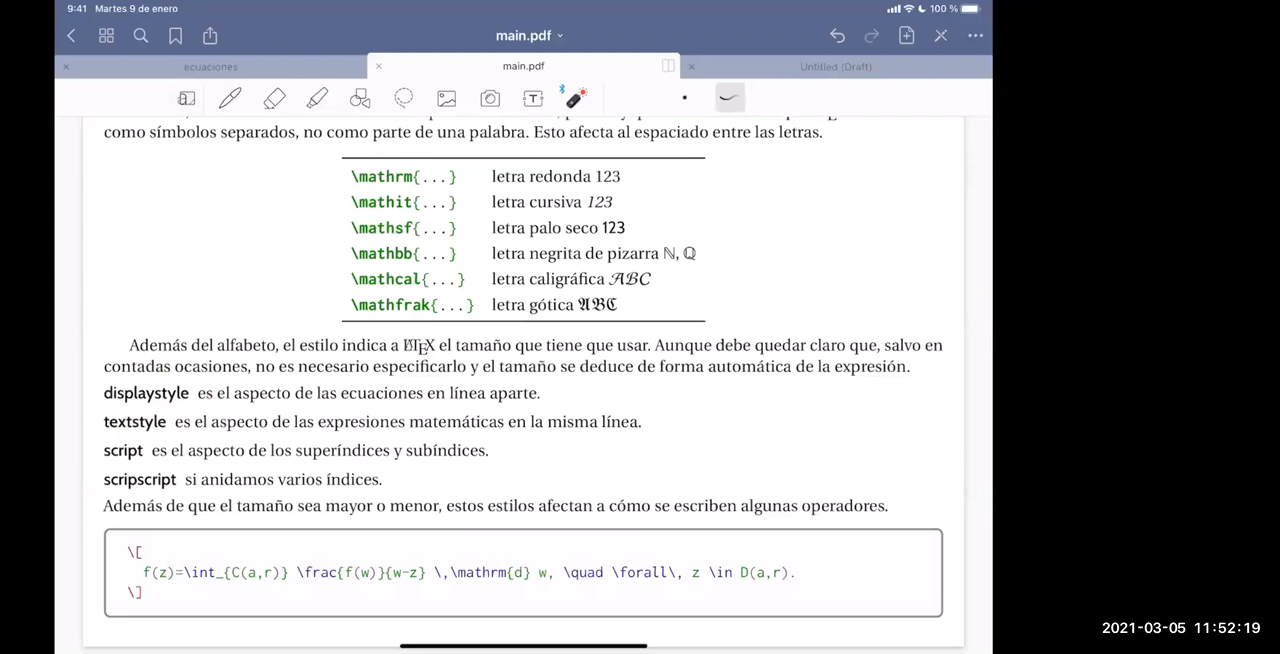 9:41 Martes 9 de enero 100 %
main.pdf
ecuaciones main.pdf Untitled (Draft)
como símbolos separados, no como parte de una palabra. Esto afecta al espaciado entre las letras.
\mathrm{...} letra redonda 123
\mathit{...} letra cursiva 123
\mathsf{...} letra palo seco 123
\mathbb{...} letra negrita de pizarra ℕ, ℚ
\mathcal{...} letra caligráfica 𝒜ℬ𝒞
\mathfrak{...} letra gótica 𝕬𝕭𝕮
Además del alfabeto, el estilo indica a LATEX el tamaño que tiene que usar. Aunque debe quedar claro que, salvo en
contadas ocasiones, no es necesario especificarlo y el tamaño se deduce de forma automática de la expresión.
displaystyle es el aspecto de las ecuaciones en línea aparte.
textstyle es el aspecto de las expresiones matemáticas en la misma línea.
script es el aspecto de los superíndices y subíndices.
scripscript si anidamos varios índices.
Además de que el tamaño sea mayor o menor, estos estilos afectan a cómo se escriben algunas operadores.
\[
f(z)=\int_{C(a,r)} \frac{f(w)}{w-z} \,\mathrm{d} w, \quad \forall\, z \in D(a,r).
\]
2021-03-05 11:52:19